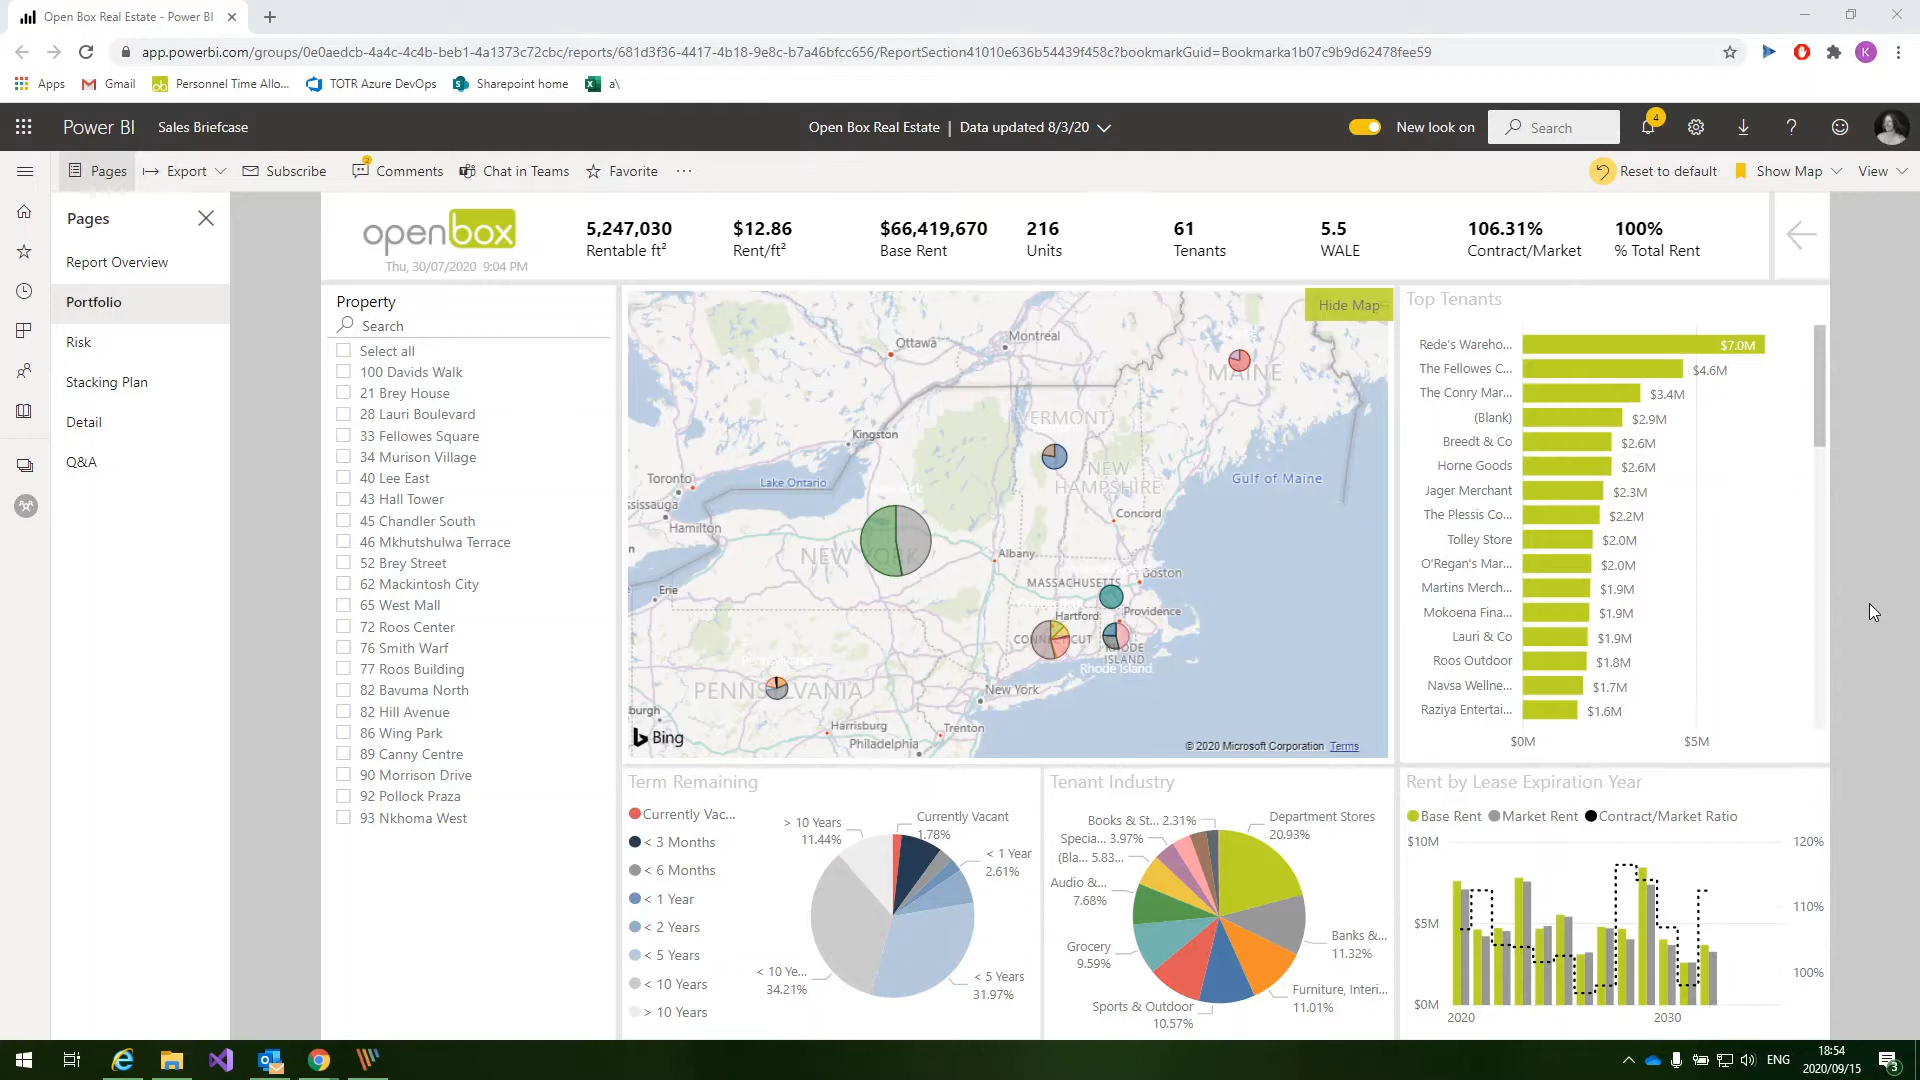 Open Box Real Estate - Power BI
app.powerbi.com/groups/0e0aedcb-4a4c-4c4b-beb1-4a1373c72cbc/reports/681d3f36-4417-4b18-9e8c-b7a46bfcc656/ReportSection41010e636b54439f458c?bookmarkGuid=Bookmarka1b07c9b9d62478fee59
K
Apps Gmail Personnel Time Allo... TOTR Azure DevOps Sharepoint home a\
Power BI Sales Briefcase Open Box Real Estate | Data updated 8/3/20 New look on Search 4
Pages Export Subscribe 2 Comments Chat in Teams Favorite ... Reset to default Show Map View
Pages
Report Overview
Portfolio
Risk
Stacking Plan
Detail
Q&A
openbox
Thu, 30/07/2020 9:04 PM
5,247,030 $12.86 $66,419,670 216 61 5.5 106.31% 100%
Rentable ft² Rent/ft² Base Rent Units Tenants WALE Contract/Market % Total Rent
Property
Search
Select all
100 Davids Walk
21 Brey House
28 Lauri Boulevard
33 Fellowes Square
34 Murison Village
40 Lee East
43 Hall Tower
45 Chandler South
46 Mkhutshulwa Terrace
52 Brey Street
62 Mackintosh City
65 West Mall
72 Roos Center
76 Smith Warf
77 Roos Building
82 Bavuma North
82 Hill Avenue
86 Wing Park
89 Canny Centre
90 Morrison Drive
92 Pollock Praza
93 Nkhoma West
Hide Map
Ottawa
Montreal
MAINE
VERMONT
Kingston
NEW
HAMPSHIRE
Toronto
Lake Ontario
Gulf of Maine
ssissauga
Hamilton
Concord
NEW YORK
Albany
Boston
MASSACHUSETTS
Erie
Providence
Hartford
CONNECTICUT
RHODE
ISLAND
Rhode Island
PENNSYLVANIA
New York
burgh
Harrisburg
Trenton
Philadelphia
Bing
© 2020 Microsoft Corporation Terms
Top Tenants
Rede's Wareho... $7.0M
The Fellowes C... $4.6M
The Conry Mar... $3.4M
(Blank) $2.9M
Breedt & Co $2.6M
Horne Goods $2.6M
Jager Merchant $2.3M
The Plessis Co... $2.2M
Tolley Store $2.0M
O'Regan's Mar... $2.0M
Martins Merch... $1.9M
Mokoena Fina... $1.9M
Lauri & Co $1.9M
Roos Outdoor $1.8M
Navsa Wellne... $1.7M
Raziya Entertai... $1.6M
$0M $5M
Term Remaining
Currently Vac...
< 3 Months
< 6 Months
< 1 Year
< 2 Years
< 5 Years
< 10 Years
> 10 Years
> 10 Years
11.44%
Currently Vacant
1.78%
< 1 Year
2.61%
< 10 Ye...
34.21%
< 5 Years
31.97%
Tenant Industry
Books & St... 2.31%
Specia... 3.97%
(Bla... 5.83...
Audio &...
7.68%
Grocery
9.59%
Sports & Outdoor
10.57%
Department Stores
20.93%
Banks &...
11.32%
Furniture, Interi...
11.01%
Rent by Lease Expiration Year
Base Rent Market Rent Contract/Market Ratio
$10M 120%
110%
$5M
100%
$0M
2020 2030
ENG
18:54
2020/09/15
3